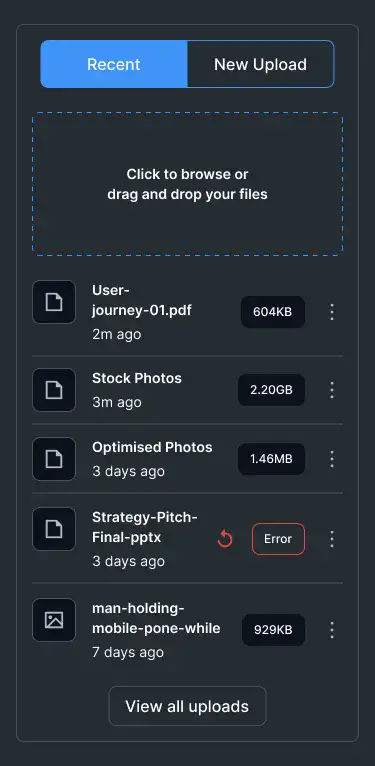 Recent
New Upload
Click to browse or
drag and drop your files
User-
journey-01.pdf
2m ago
604KB
Stock Photos
3m ago
2.20GB
Optimised Photos
3 days ago
1.46MB
Strategy-Pitch-
Final-pptx
3 days ago
Error
man-holding-
mobile-pone-while
7 days ago
929KB
View all uploads